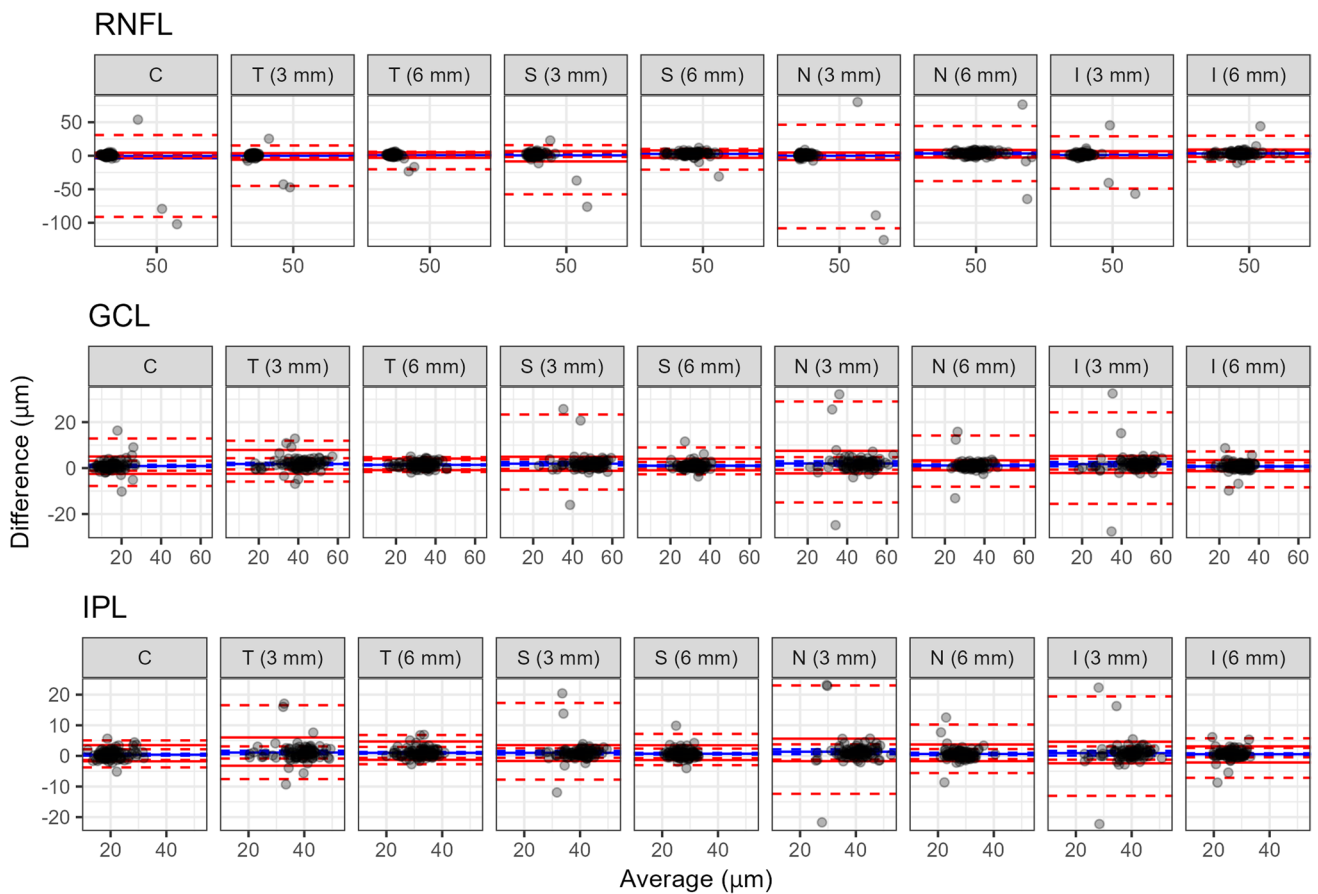 RNFL
C T (3 mm) T (6 mm) S (3 mm) S (6 mm) N (3 mm) N (6 mm) I (3 mm) I (6 mm)
50
0
-50
-100
50 50 50 50 50 50 50 50 50
GCL
C T (3 mm) T (6 mm) S (3 mm) S (6 mm) N (3 mm) N (6 mm) I (3 mm) I (6 mm)
20
0
-20
20 40 60 20 40 60 20 40 60 20 40 60 20 40 60 20 40 60 20 40 60 20 40 60 20 40 60
Difference (µm)
IPL
C T (3 mm) T (6 mm) S (3 mm) S (6 mm) N (3 mm) N (6 mm) I (3 mm) I (6 mm)
20
10
0
-10
-20
20 40 20 40 20 40 20 40 20 40 20 40 20 40 20 40 20 40
Average (µm)